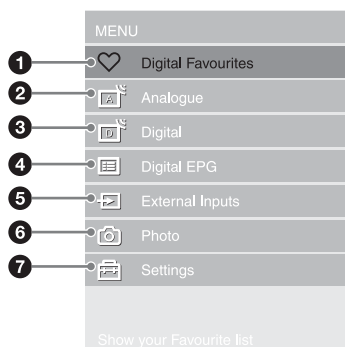 MENU
1 Digital Favourites
2 A Analogue
3 D Digital
4 Digital EPG
5 External Inputs
6 Photo
7 Settings
Show your Favourite list